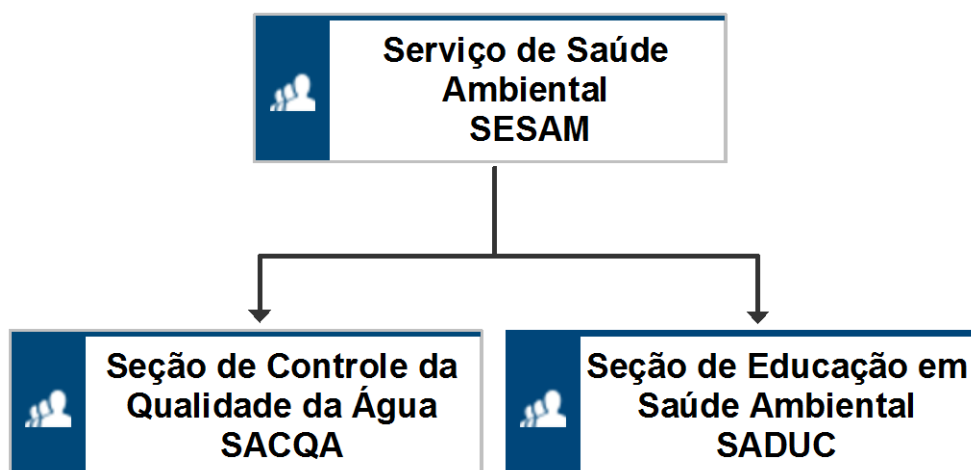 Serviço de Saúde
Ambiental
SESAM
Seção de Controle da
Qualidade da Água
SACQA
Seção de Educação em
Saúde Ambiental
SADUC